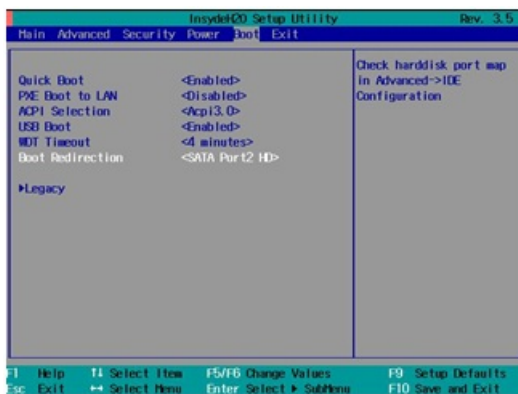 InsydeH2O Setup Utility Rev. 3.5
Main Advanced Security Power Boot Exit
Quick Boot <Enabled>
PXE Boot to LAN <Disabled>
ACPI Selection <Acpi3.0>
USB Boot <Enabled>
WDT Timeout <4 minutes>
Boot Redirection <SATA Port2 HD>
▶Legacy
Check harddisk port map
in Advanced->IDE
Configuration
F1 Help ↑↓ Select Item F5/F6 Change Values F9 Setup Defaults
Esc Exit ↔ Select Menu Enter Select ▶ SubMenu F10 Save and Exit